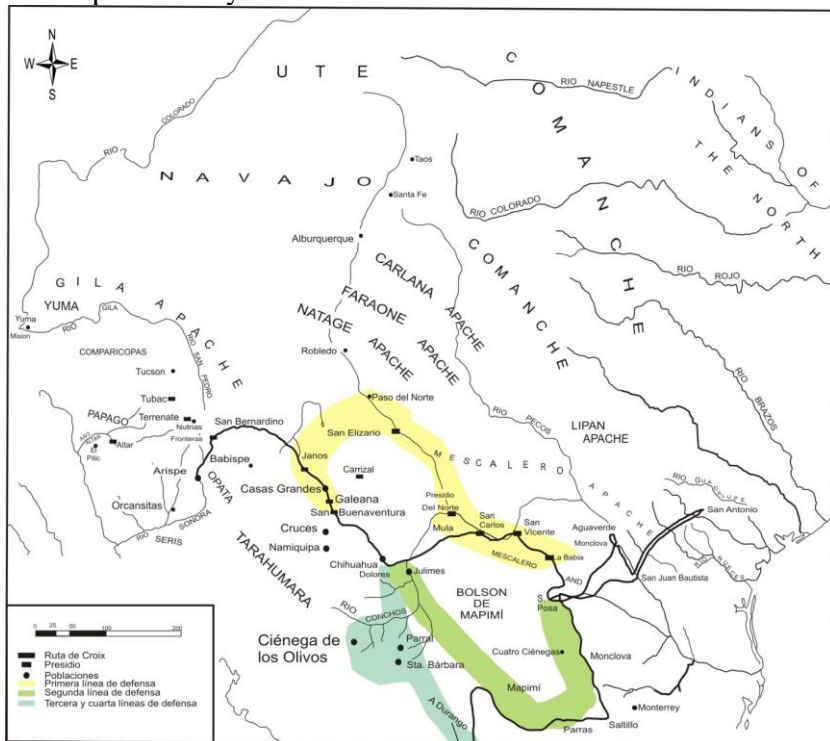 N
W E
S
UTE
COMANCHE
RIO NAPESTLE
INDIANS OF
THE NORTH
RIO COLORADO
NAVAJO
Taos
Santa Fe
RIO COLORADO
Alburquerque
COMANCHE
RIO ROJO
CARLANA
APACHE
FARAONE
APACHE
NATAGE
APACHE
GILA APACHE
YUMA
Yuma
Mision
RIO GILA
COMPARICOPAS
RIO SAN PEDRO
Tucson
Robledo
RIO BRAZOS
Tubac
PAPAGO
Terrenate
Nutrias
Fronteras
Altar
El Pitic
San Bernardino
Paso del Norte
San Elizario
RIO PECOS
LIPAN
APACHE
MESCALERO APACHE
Babispe
Janos
Carrizal
Arispe
OPATA
Casas Grandes
Galeana
San Buenaventura
Orcansitas
RIO SONORA
SERIS
Cruces
Namiquipa
TARAHUMARA
Presidio
Del Norte
Mula
San
Carlos
San
Vicente
Aguaverde
Monclova
RIO GUADALUPE
San Antonio
NUECES
La Babia
MESCALERO AND
San Juan Bautista
Chihuahua
Dolores
Julimes
BOLSON
DE
MAPIMÍ
S.
Posa
RIO CONCHOS
Ciénega de
los Olivos
Parral
Sta. Bárbara
Cuatro Ciénegas
Monclova
Mapimí
Monterrey
A Durango
Parras
Saltillo
0 25 50 100 200
Ruta de Croix
Presidio
Poblaciones
Primera línea de defensa
Segunda línea de defensa
Tercera y cuarta líneas de defensa